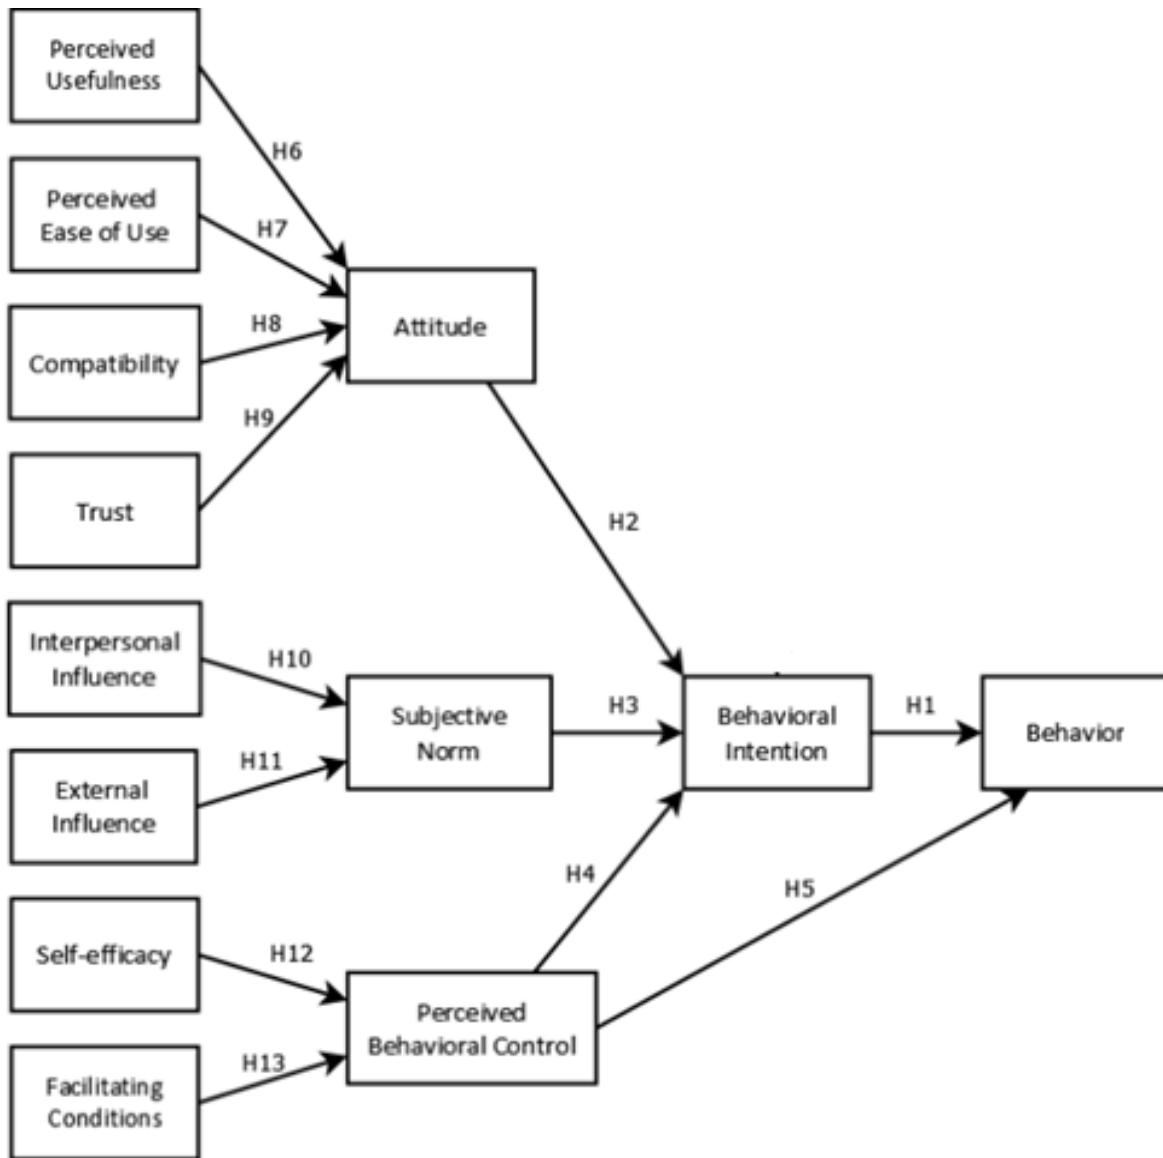 Perceived
Usefulness
H6
Perceived
Ease of Use
H7
Attitude
H8
Compatibility
H9
Trust
H2
Interpersonal
Influence
H10
Subjective
Norm
H3
Behavioral
Intention
H1
Behavior
H11
External
Influence
H4
H5
Self-efficacy
H12
Perceived
Behavioral Control
H13
Facilitating
Conditions